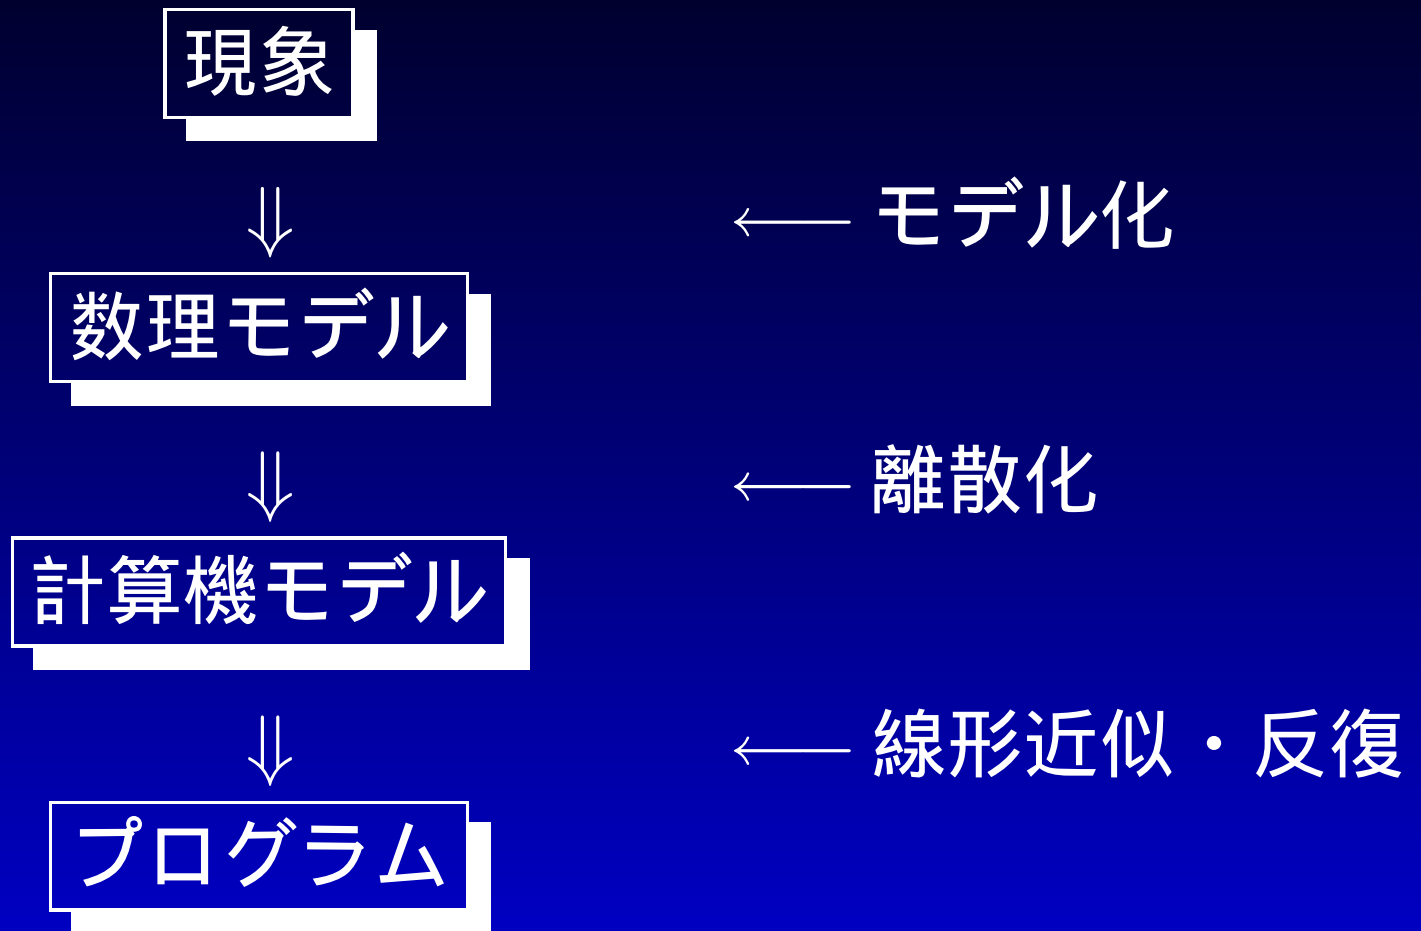 現象
⇓ ← モデル化
数理モデル
⇓ ← 離散化
計算機モデル
⇓ ← 線形近似・反復
プログラム